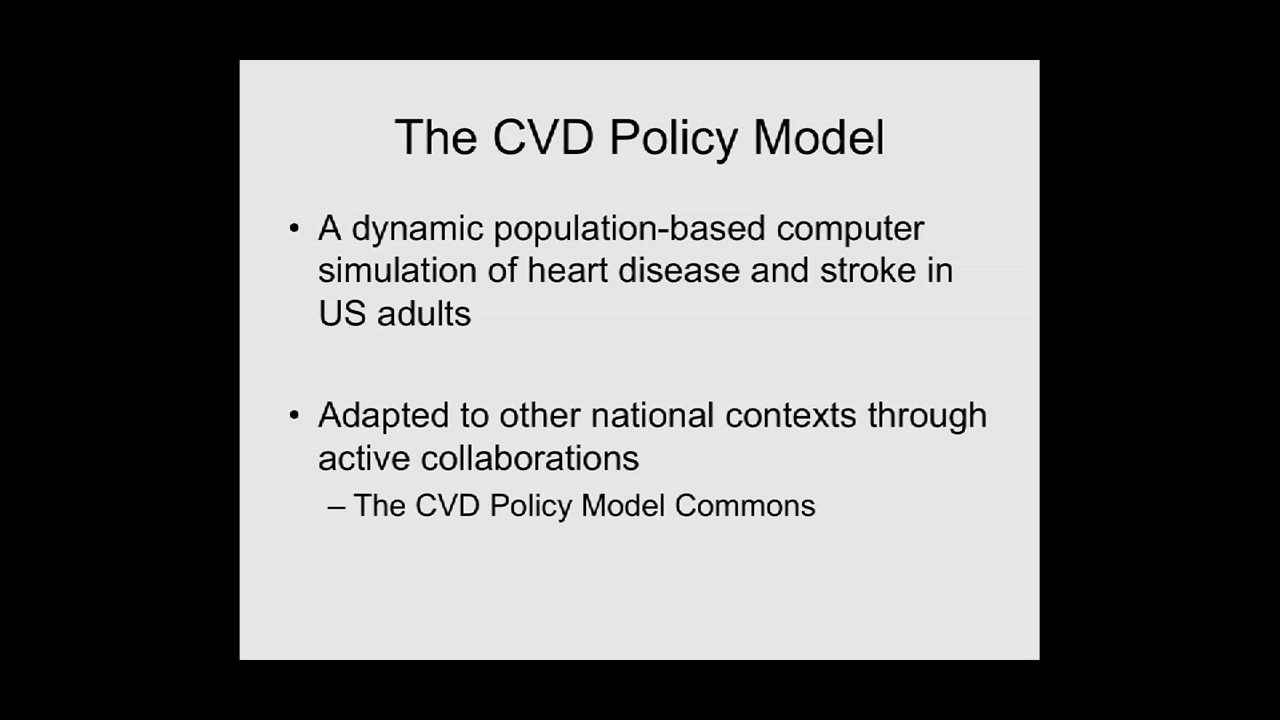 The CVD Policy Model
• A dynamic population-based computer
simulation of heart disease and stroke in
US adults
• Adapted to other national contexts through
active collaborations
– The CVD Policy Model Commons